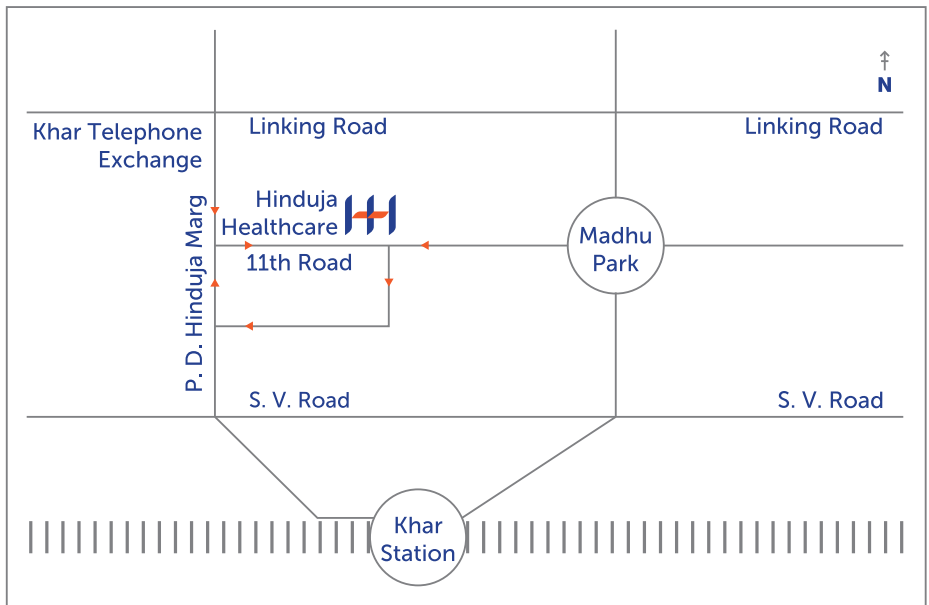 N
Khar Telephone
Exchange
Linking Road
Linking Road
P. D. Hinduja Marg
Hinduja
Healthcare
11th Road
Madhu
Park
S. V. Road
S. V. Road
Khar
Station